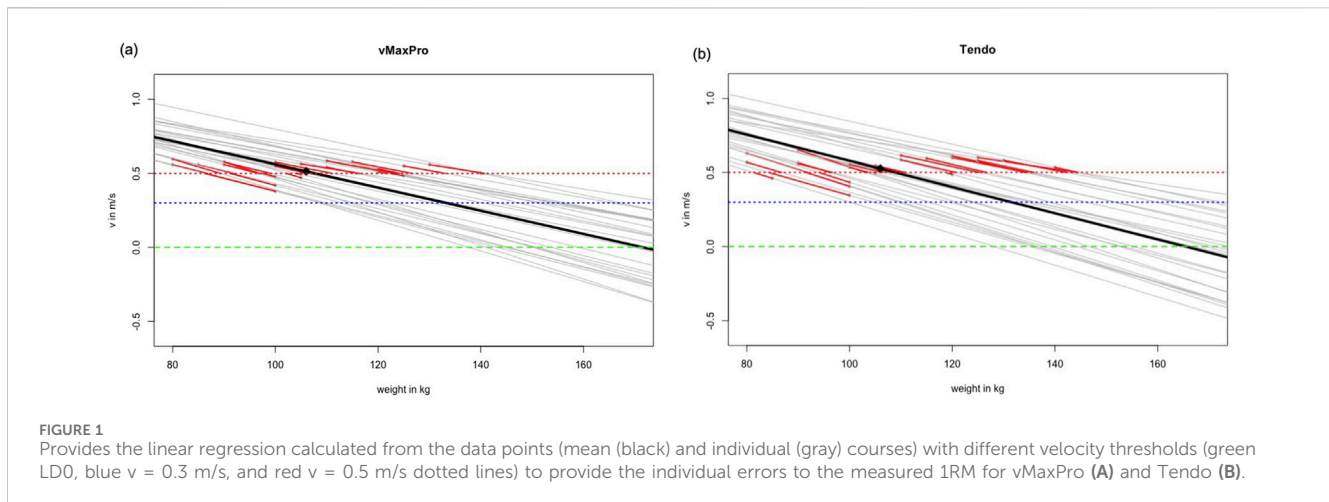 (a)
vMaxPro
v in m/s
1.0
0.5
0.0
-0.5
80
100
120
140
160
weight in kg
(b)
Tendo
v in m/s
1.0
0.5
0.0
-0.5
80
100
120
140
160
weight in kg
FIGURE 1
Provides the linear regression calculated from the data points (mean (black) and individual (gray) courses) with different velocity thresholds (green
LD0, blue v = 0.3 m/s, and red v = 0.5 m/s dotted lines) to provide the individual errors to the measured 1RM for vMaxPro (A) and Tendo (B).